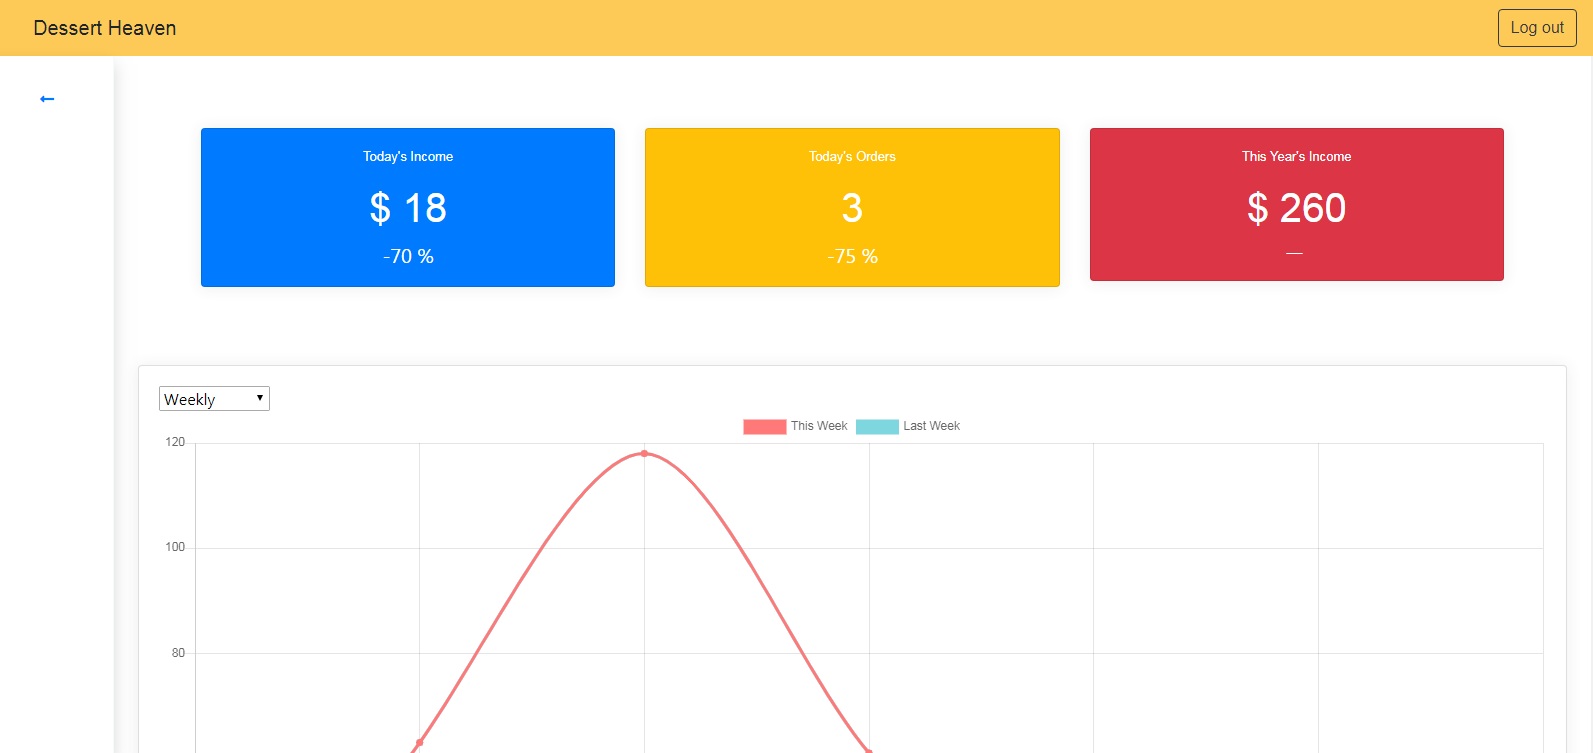 Dessert Heaven
Log out
←
Today's Income
$ 18
-70 %
Today's Orders
3
-75 %
This Year's Income
$ 260
—
Weekly
This Week
Last Week
120
100
80